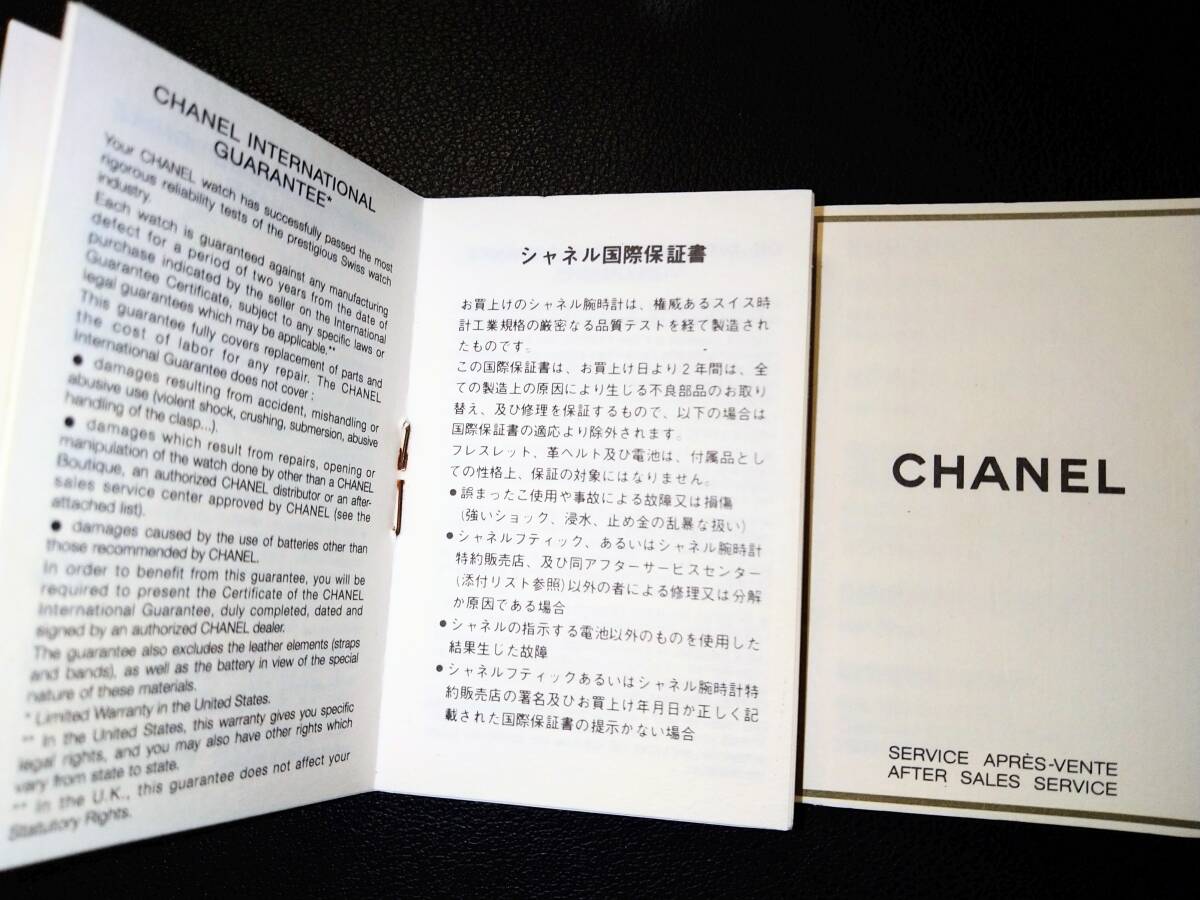 CHANEL INTERNATIONAL
GUARANTEE*
Your CHANEL watch has successfully passed the most
rigorous reliability tests of the prestigious Swiss watch
industry.
Each watch is guaranteed against any manufacturing
defect for a period of two years from the date of
purchase indicated by the seller on the International
Guarantee Certificate, subject to any specific laws or
legal guarantees which may be applicable.**
This guarantee fully covers replacement of parts and
the cost of labor for any repair. The CHANEL
International Guarantee does not cover :
● damages resulting from accident, mishandling or
abusive use (violent shock, crushing, submersion, abusive
handling of the clasp...).
● damages which result from repairs, opening or
manipulation of the watch done by other than a CHANEL
Boutique, an authorized CHANEL distributor or an after-
sales service center approved by CHANEL (see the
attached list).
● damages caused by the use of batteries other than
those recommended by CHANEL.
In order to benefit from this guarantee, you will be
required to present the Certificate of the CHANEL
International Guarantee, duly completed, dated and
signed by an authorized CHANEL dealer.
The guarantee also excludes the leather elements (straps
and bands), as well as the battery in view of the special
nature of these materials.
* Limited Warranty in the United States.
** In the United States, this warranty gives you specific
legal rights, and you may also have other rights which
vary from state to state.
** In the U.K., this guarantee does not affect your
Statutory Rights.
シャネル国際保証書
お買上けのシャネル腕時計は、権威あるスイス時
計工業規格の厳密なる品質テストを経て製造され
たものです。
この国際保証書は、お買上け日より2年間は、全
ての製造上の原因により生じる不良部品のお取り
替え、及び修理を保証するもので、以下の場合は
国際保証書の適応より除外されます。
フレスレット、革ヘルト及び電池は、付属品とし
ての性格上、保証の対象にはなりません。
●誤まったこ使用や事故による故障又は損傷
(強いショック、浸水、止め金の乱暴な扱い)
●シャネルフティック、あるいはシャネル腕時計
特約販売店、及び同アフターサービスセンター
(添付リスト参照)以外の者による修理又は分解
か原因である場合
●シャネルの指示する電池以外のものを使用した
結果生じた故障
●シャネルフティックあるいはシャネル腕時計特
約販売店の署名及ひお買上け年月日か正しく記
載された国際保証書の提示かない場合
CHANEL
SERVICE APRÈS-VENTE
AFTER SALES SERVICE